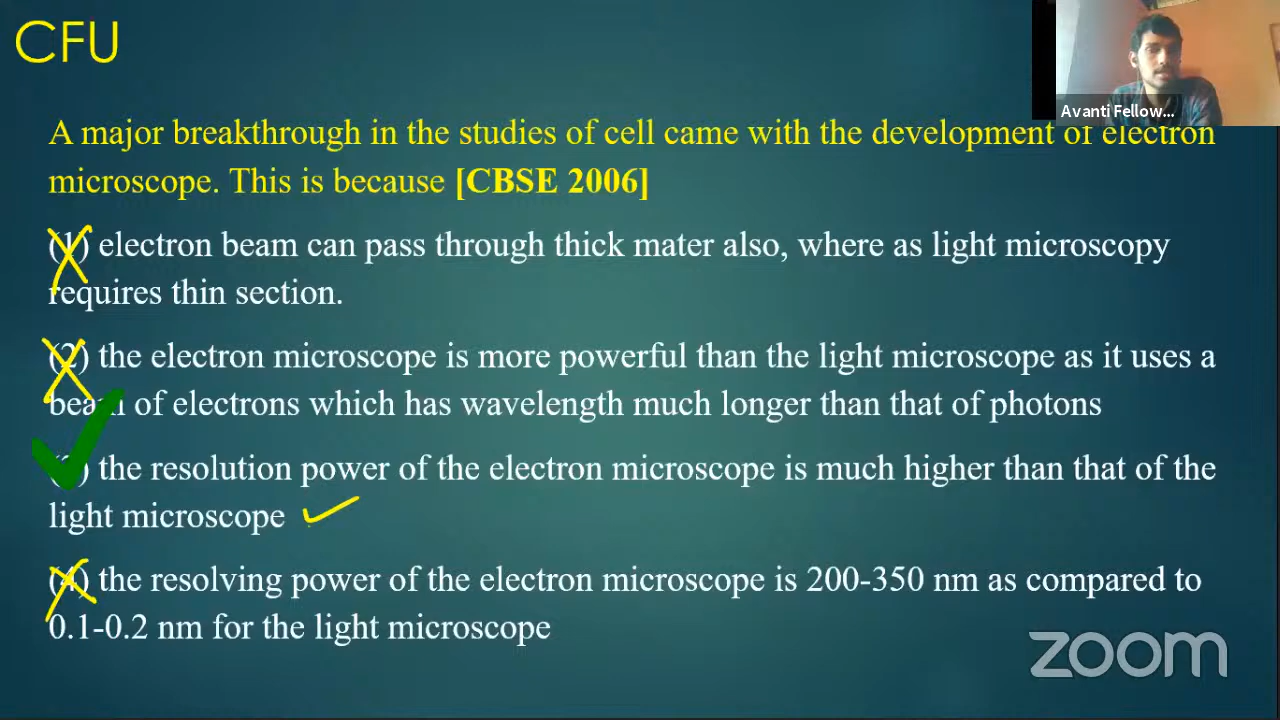 CFU
Avanti Fellow...
A major breakthrough in the studies of cell came with the development of electron
microscope. This is because [CBSE 2006]
(1) electron beam can pass through thick mater also, where as light microscopy
requires thin section.
(2) the electron microscope is more powerful than the light microscope as it uses a
beam of electrons which has wavelength much longer than that of photons
the resolution power of the electron microscope is much higher than that of the
light microscope
(4) the resolving power of the electron microscope is 200-350 nm as compared to
0.1-0.2 nm for the light microscope
zoom